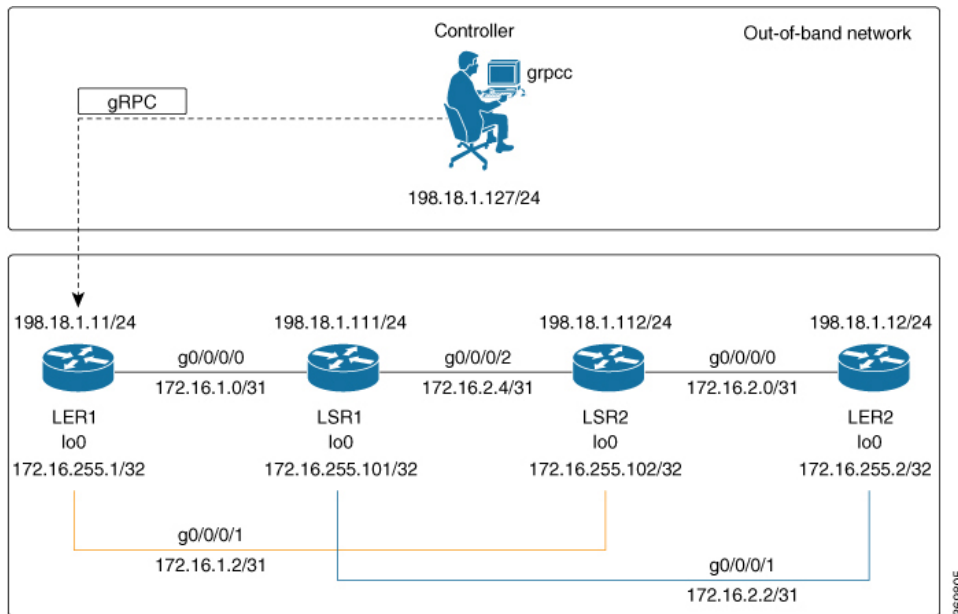 Controller
Out-of-band network
grpcc
gRPC
198.18.1.127/24
198.18.1.11/24
198.18.1.111/24
198.18.1.112/24
198.18.1.12/24
g0/0/0/0
g0/0/0/2
g0/0/0/0
172.16.1.0/31
172.16.2.4/31
172.16.2.0/31
LER1
LSR1
LSR2
LER2
lo0
lo0
lo0
lo0
172.16.255.1/32
172.16.255.101/32
172.16.255.102/32
172.16.255.2/32
g0/0/0/1
172.16.1.2/31
g0/0/0/1
172.16.2.2/31